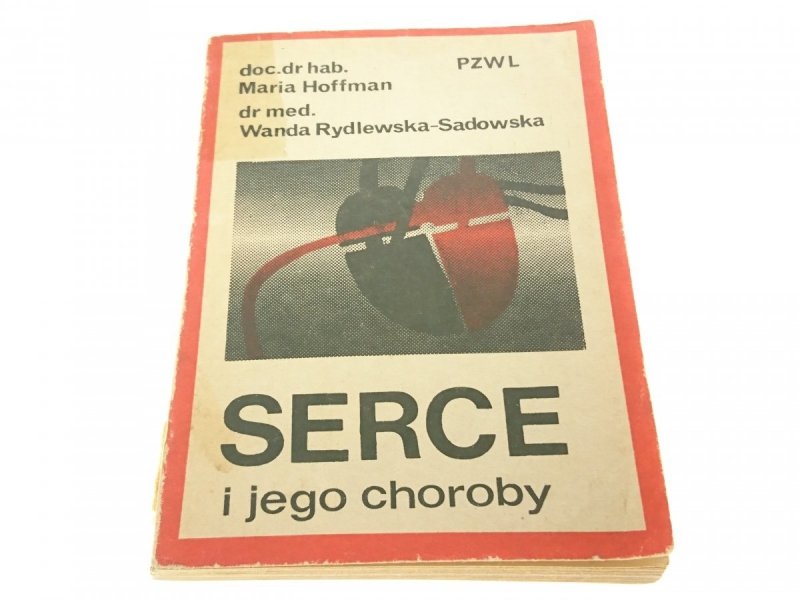 doc.dr hab.
Maria Hoffman
dr med.
Wanda Rydlewska-Sadowska
PZWL
SERCE
i jego choroby